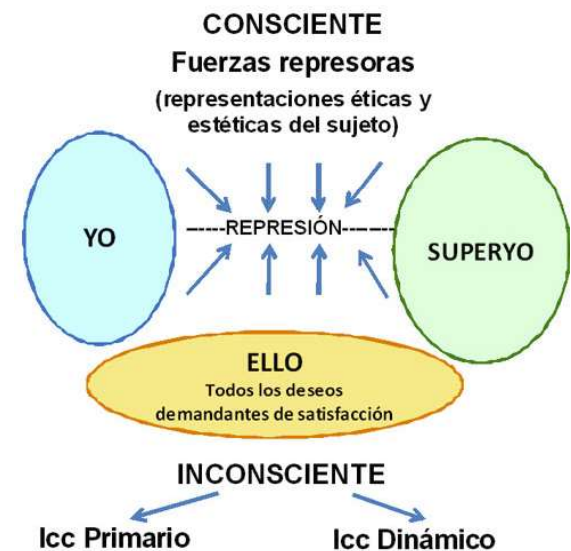 CONSCIENTE
Fuerzas represoras
(representaciones éticas y
estéticas del sujeto)
YO
-----REPRESIÓN-------
SUPERYO
ELLO
Todos los deseos
demandantes de satisfacción
INCONSCIENTE
Icc Primario
Icc Dinámico